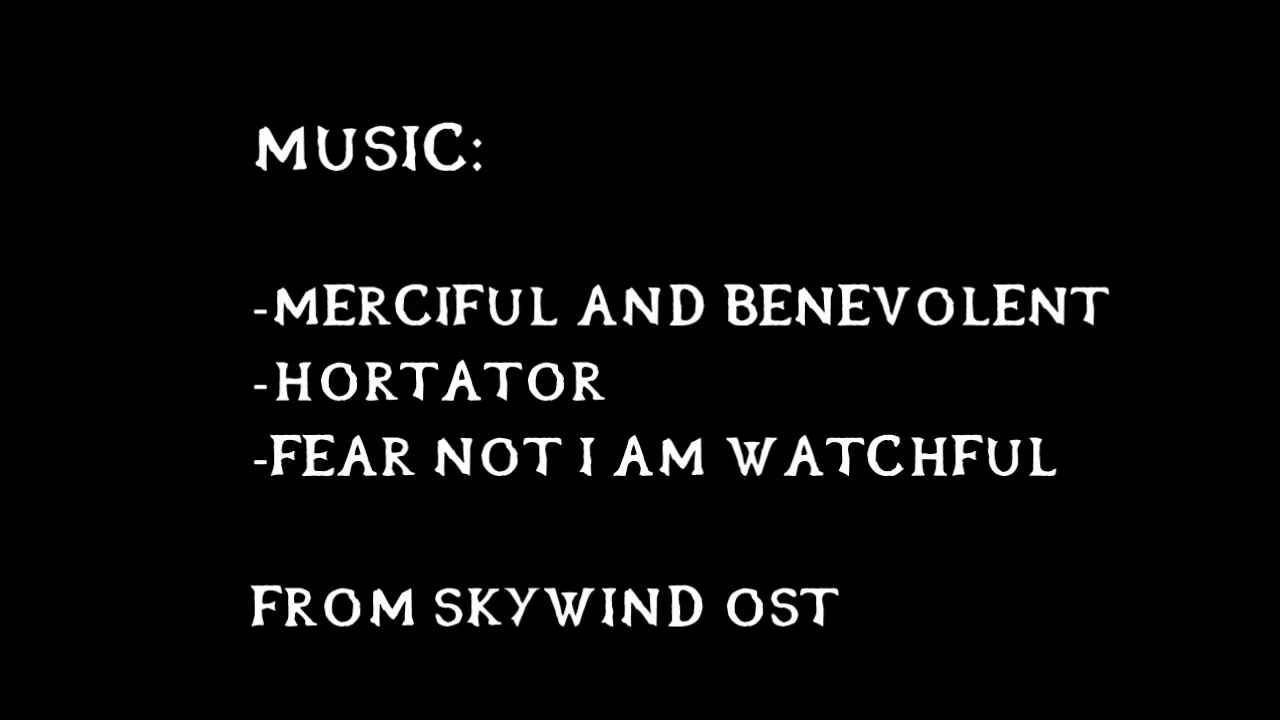 MUSIC:
-MERCIFUL AND BENEVOLENT
-HORTATOR
-FEAR NOT I AM WATCHFUL
FROM SKYWIND OST